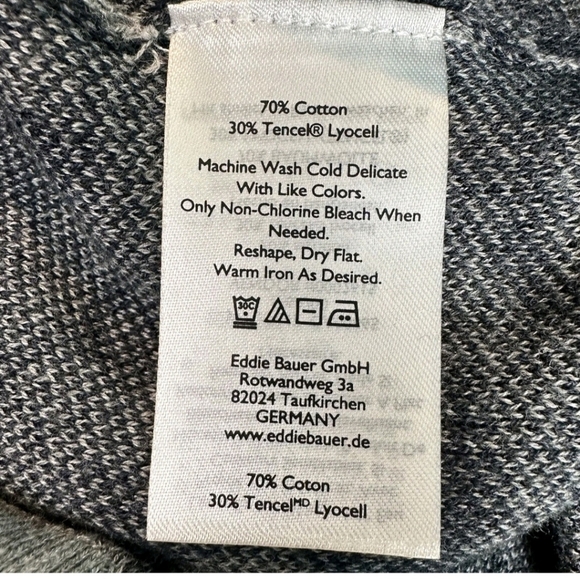 70% Cotton
30% Tencel® Lyocell
Machine Wash Cold Delicate
With Like Colors.
Only Non-Chlorine Bleach When
Needed.
Reshape, Dry Flat.
Warm Iron As Desired.
30C
Eddie Bauer GmbH
Rotwandweg 3a
82024 Taufkirchen
GERMANY
www.eddiebauer.de
70% Coton
30% Tencelᴹᴰ Lyocell